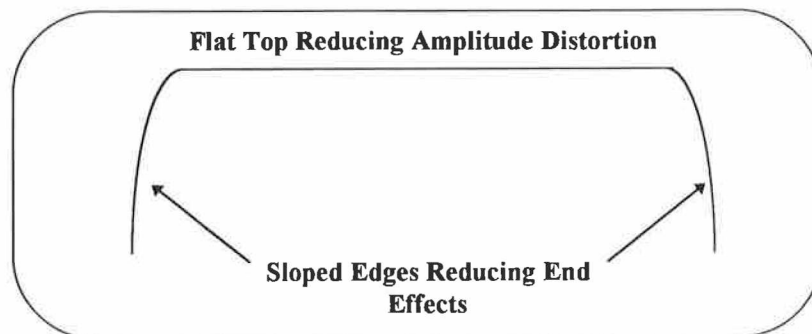 Flat Top Reducing Amplitude Distortion
Sloped Edges Reducing End
Effects